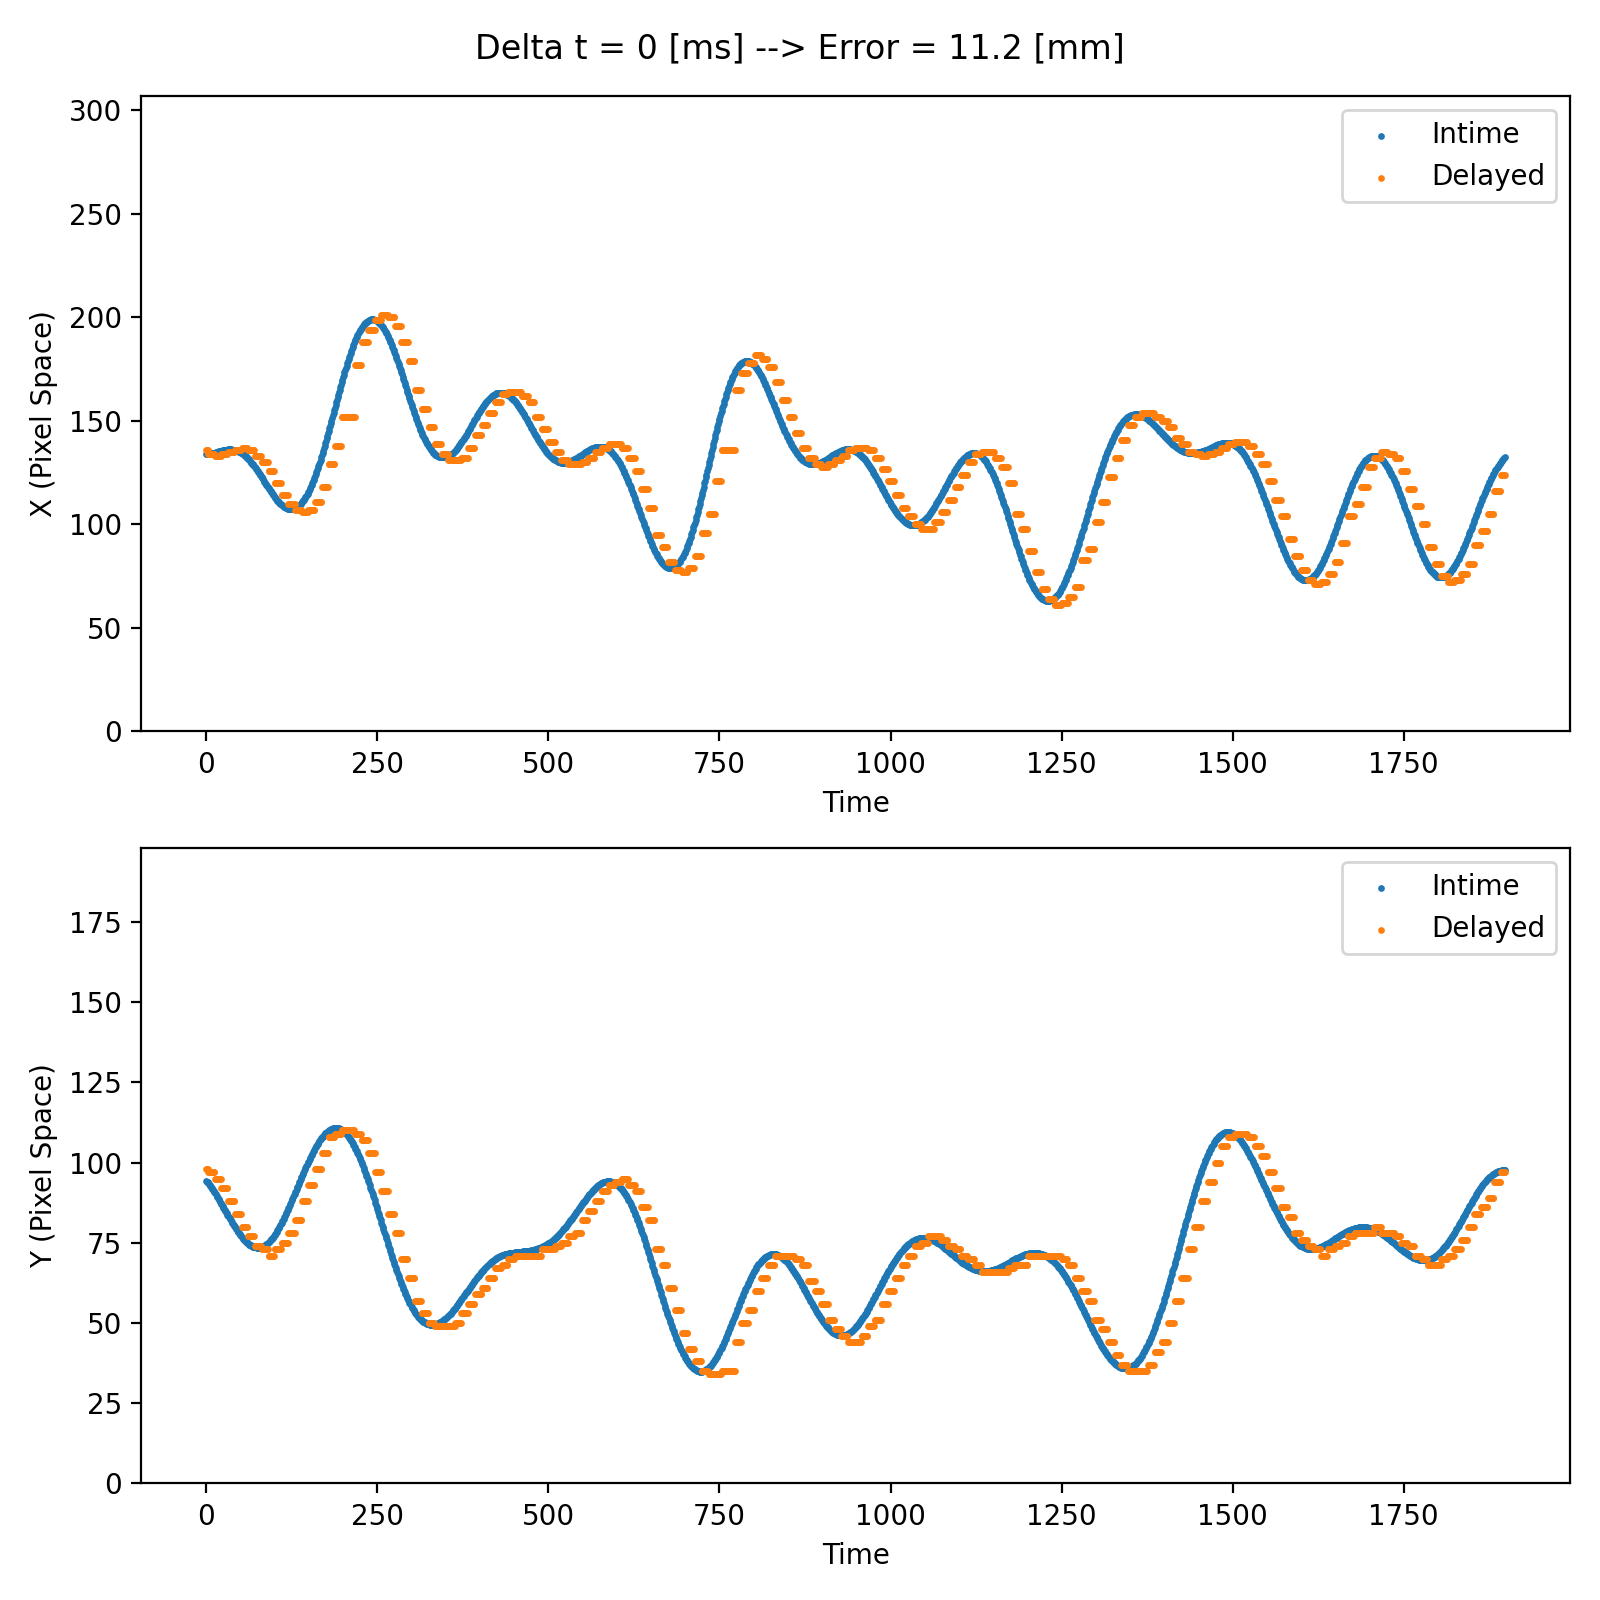 Delta t = 0 [ms] --> Error = 11.2 [mm]
300
250
200
150
100
50
0
X (Pixel Space)
Intime
Delayed
0 250 500 750 1000 1250 1500 1750
Time
175
150
125
100
75
50
25
0
Y (Pixel Space)
Intime
Delayed
0 250 500 750 1000 1250 1500 1750
Time